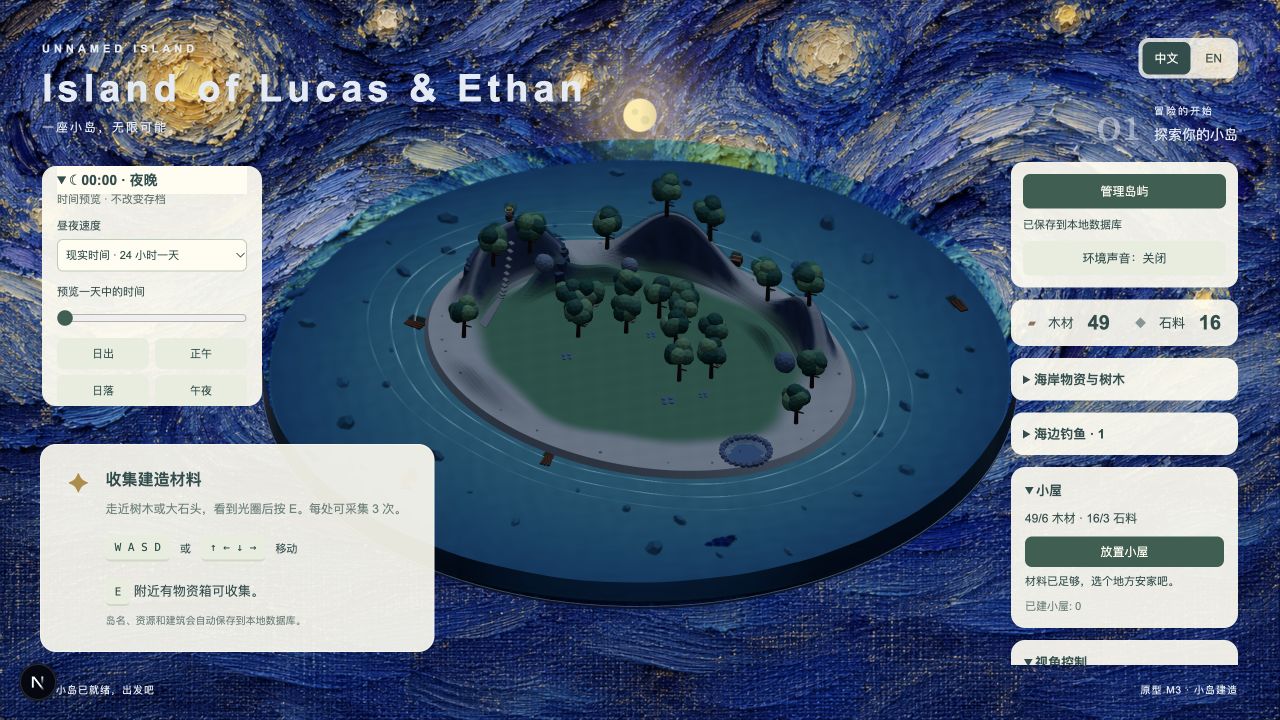 UNNAMED ISLAND
Island of Lucas & Ethan
一座小岛，无限可能。
中文 EN
01
冒险的开始
探索你的小岛
▼☾ 00:00 · 夜晚
时间预览 · 不改变存档
昼夜速度
现实时间 · 24 小时一天
预览一天中的时间
日出 正午
日落 午夜
收集建造材料
走近树木或大石头，看到光圈后按 E。每处可采集 3 次。
W A S D 或 ↑ ← ↓ → 移动
E 附近有物资箱可收集。
岛名、资源和建筑会自动保存到本地数据库。
N
小岛已就绪，出发吧
管理岛屿
已保存到本地数据库
环境声音：关闭
木材 49 石料 16
▶ 海岸物资与树木
▶ 海边钓鱼 · 1
▼ 小屋
49/6 木材 · 16/3 石料
放置小屋
材料已足够，选个地方安家吧。
已建小屋: 0
▼ 视角控制
原型 M3 · 小岛建造